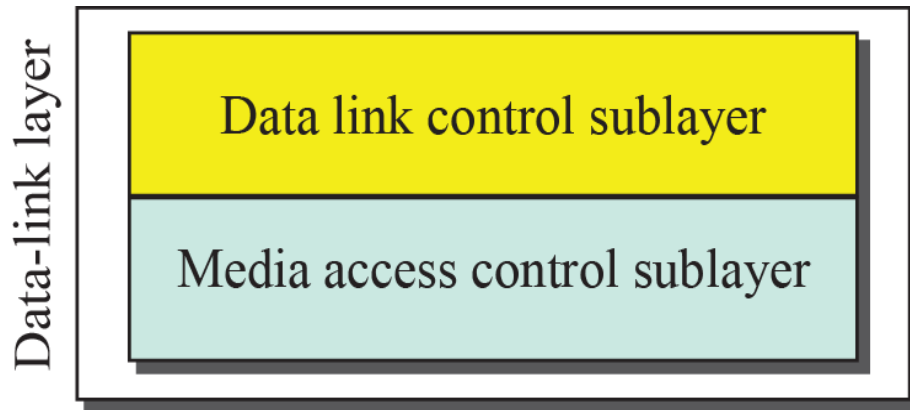 Data-link layer
Data link control sublayer
Media access control sublayer